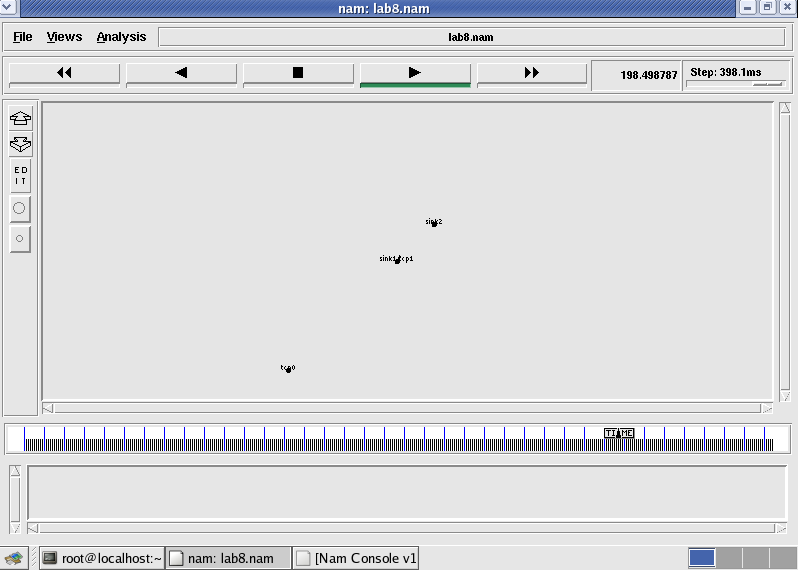 nam: lab8.nam
File Views Analysis lab8.nam
198.498787 Step: 398.1ms
ED
IT
sink2
sink1/tcp1
tcp0
TIME
root@localhost:~ nam: lab8.nam [Nam Console v1